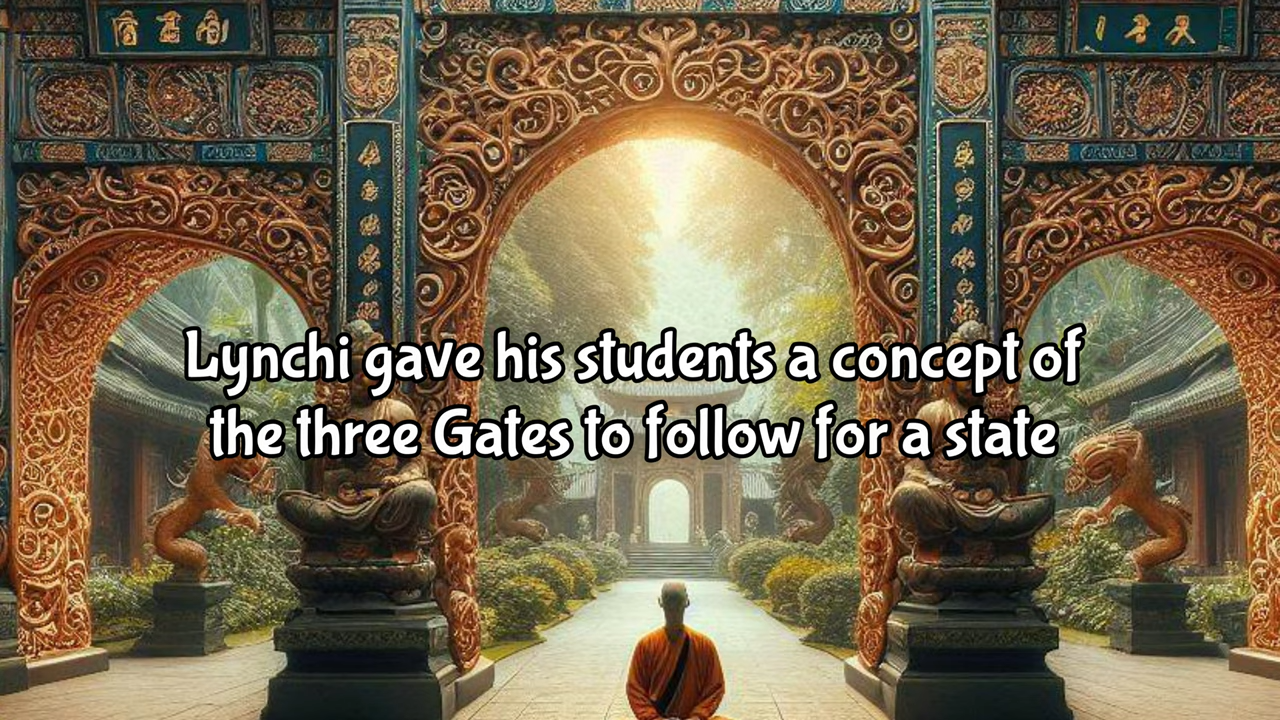 Lynchi gave his students a concept of
the three Gates to follow for a state